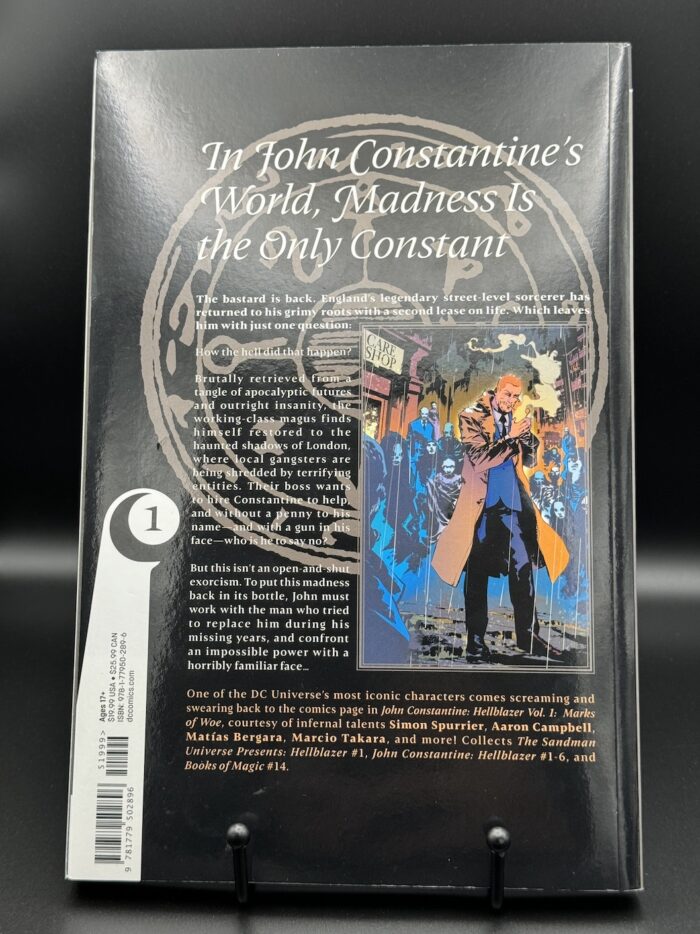 In John Constantine's
World, Madness Is
the Only Constant
The bastard is back. England's legendary street-level sorcerer has
returned to his grimy roots with a second lease on life. Which leaves
him with just one question:
How the hell did that happen?
Brutally retrieved from a
tangle of apocalyptic futures
and outright insanity, the
working-class magus finds
himself restored to the
haunted shadows of London,
where local gangsters are
being shredded by terrifying
entities. Their boss wants
to hire Constantine to help,
and without a penny to his
name—and with a gun in his
face—who is he to say no?
But this isn't an open-and-shut
exorcism. To put this madness
back in its bottle, John must
work with the man who tried
to replace him during his
missing years, and confront
an impossible power with a
horribly familiar face...
CARE
SHOP
One of the DC Universe's most iconic characters comes screaming and
swearing back to the comics page in John Constantine: Hellblazer Vol. 1: Marks
of Woe, courtesy of infernal talents Simon Spurrier, Aaron Campbell,
Matías Bergara, Marcio Takara, and more! Collects The Sandman
Universe Presents: Hellblazer #1, John Constantine: Hellblazer #1-6, and
Books of Magic #14.
1
Ages 17+
$19.99 USA • $25.99 CAN
ISBN: 978-1-77950-289-6
dccomics.com
51999>
9 781779 502896